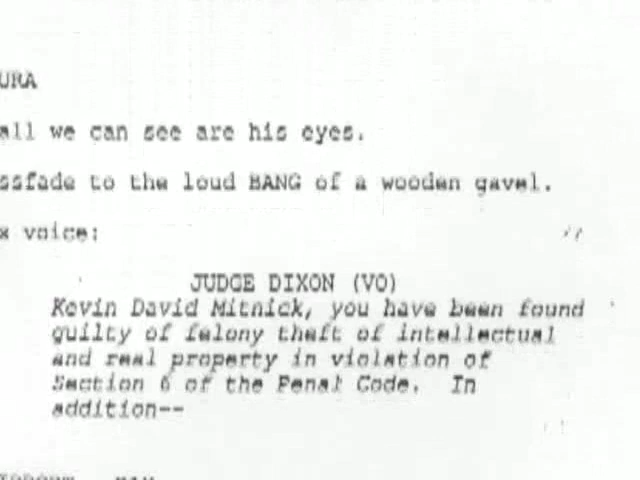 URA
all we can see are his eyes.
ssfade to the loud BANG of a wooden gavel.
x voice:
JUDGE DIXON (VO)
Kevin David Mitnick, you have been found
guilty of felony theft of intellectual
and real property in violation of
Section 6 of the Penal Code. In
addition--